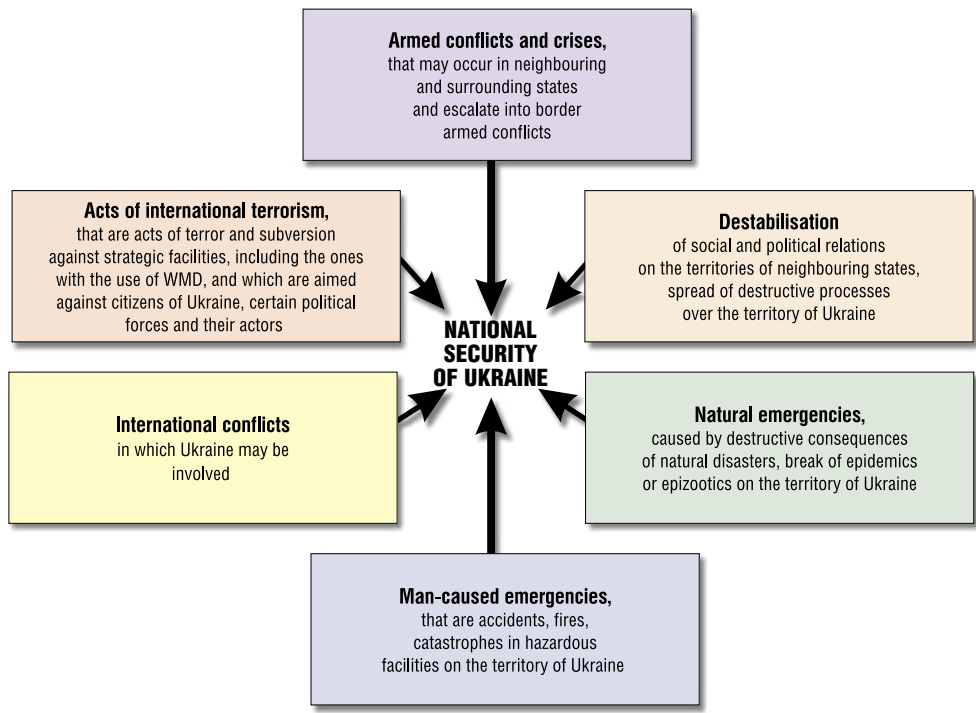 Armed conflicts and crises,
that may occur in neighbouring
and surrounding states
and escalate into border
armed conflicts
Acts of international terrorism,
that are acts of terror and subversion
against strategic facilities, including the ones
with the use of WMD, and which are aimed
against citizens of Ukraine, certain political
forces and their actors
Destabilisation
of social and political relations
on the territories of neighbouring states,
spread of destructive processes
over the territory of Ukraine
NATIONAL
SECURITY
OF UKRAINE
International conflicts
in which Ukraine may be
involved
Natural emergencies,
caused by destructive consequences
of natural disasters, break of epidemics
or epizootics on the territory of Ukraine
Man-caused emergencies,
that are accidents, fires,
catastrophes in hazardous
facilities on the territory of Ukraine